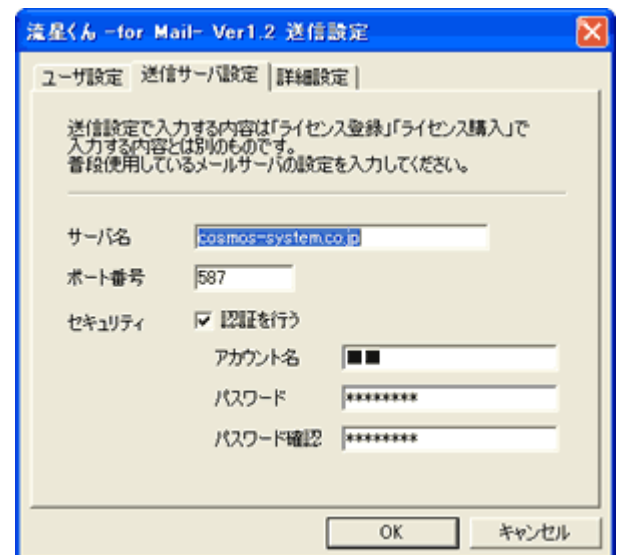 流星くん -for Mail- Ver1.2 送信設定
ユーザ設定 送信サーバ設定 詳細設定
送信設定で入力する内容は「ライセンス登録」「ライセンス購入」で
入力する内容とは別のものです。
普段使用しているメールサーバの設定を入力してください。
サーバ名 cosmos-system.co.jp
ポート番号 587
セキュリティ 認証を行う
アカウント名 ■■
パスワード ********
パスワード確認 ********
OK キャンセル